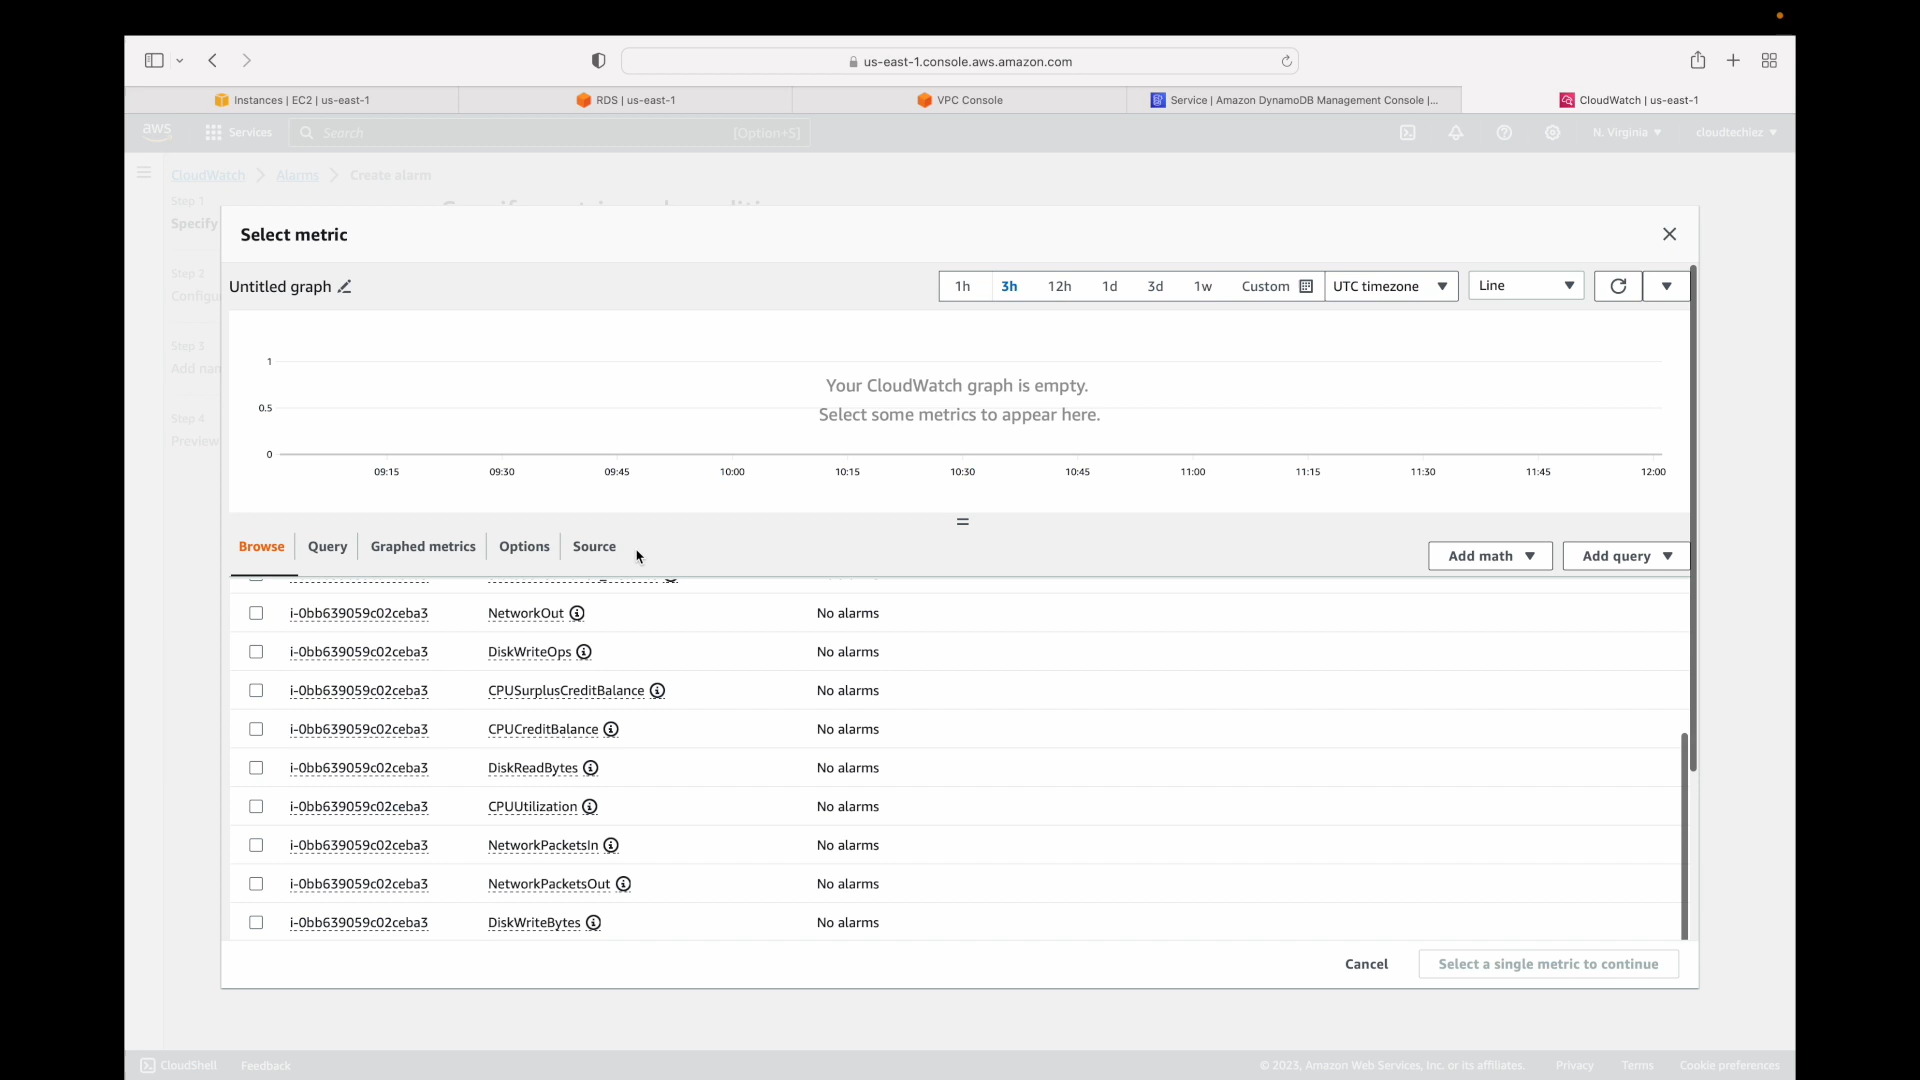 us-east-1.console.aws.amazon.com
Instances | EC2 | us-east-1
RDS | us-east-1
VPC Console
Service | Amazon DynamoDB Management Console |...
CloudWatch | us-east-1
aws
Services
Search
[Option+S]
N. Virginia
cloudtechiez
CloudWatch
Alarms
Create alarm
Step 1
Specify
Step 2
Step 3
Step 4
Preview
Select metric
Untitled graph
1h
3h
12h
1d
3d
1w
Custom
UTC timezone
Line
1
0.5
0
Your CloudWatch graph is empty.
Select some metrics to appear here.
09:15
09:30
09:45
10:00
10:15
10:30
10:45
11:00
11:15
11:30
11:45
12:00
Browse
Query
Graphed metrics
Options
Source
Add math
Add query
i-0bb639059c02ceba3 NetworkOut No alarms
i-0bb639059c02ceba3 DiskWriteOps No alarms
i-0bb639059c02ceba3 CPUSurplusCreditBalance No alarms
i-0bb639059c02ceba3 CPUCreditBalance No alarms
i-0bb639059c02ceba3 DiskReadBytes No alarms
i-0bb639059c02ceba3 CPUUtilization No alarms
i-0bb639059c02ceba3 NetworkPacketsIn No alarms
i-0bb639059c02ceba3 NetworkPacketsOut No alarms
i-0bb639059c02ceba3 DiskWriteBytes No alarms
Cancel
Select a single metric to continue
CloudShell
Feedback
© 2023, Amazon Web Services, Inc. or its affiliates.
Privacy
Terms
Cookie preferences